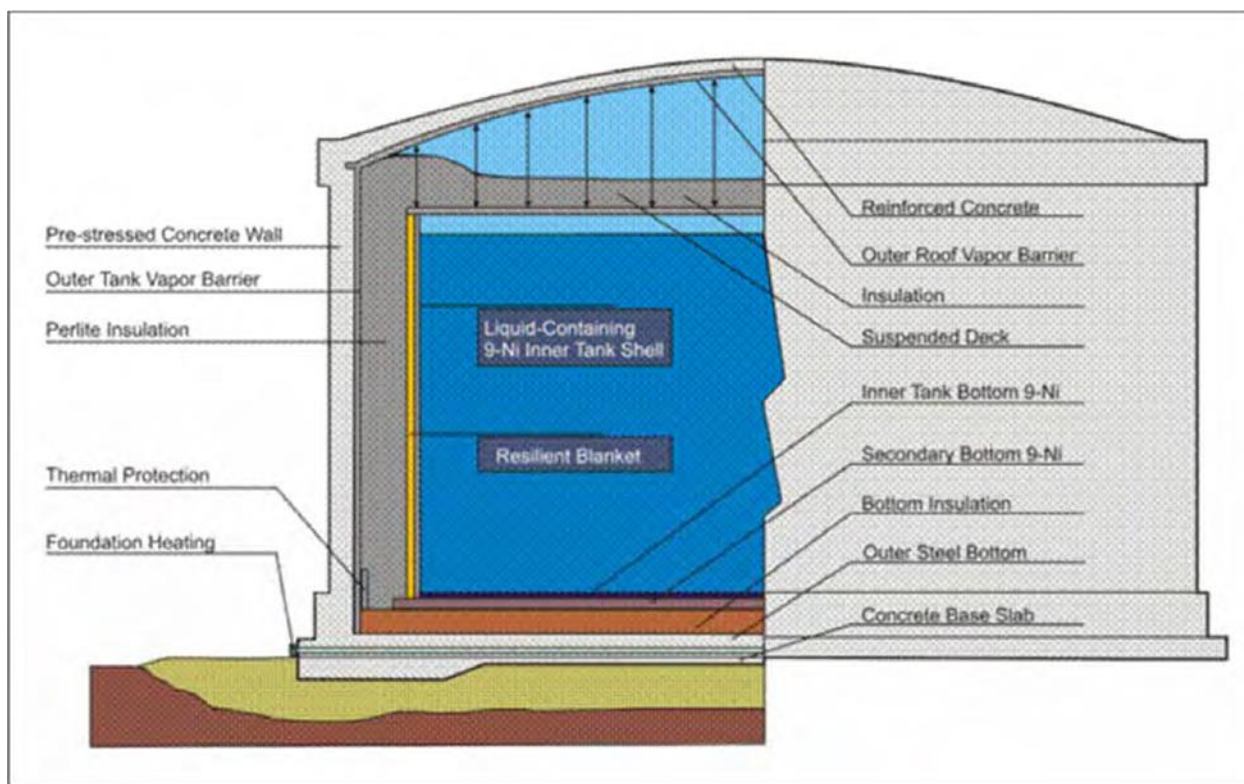 Pre-stressed Concrete Wall
Outer Tank Vapor Barrier
Perlite Insulation
Thermal Protection
Foundation Heating
Liquid-Containing
9-Ni Inner Tank Shell
Resilient Blanket
Reinforced Concrete
Outer Roof Vapor Barrier
Insulation
Suspended Deck
Inner Tank Bottom 9-Ni
Secondary Bottom 9-Ni
Bottom Insulation
Outer Steel Bottom
Concrete Base Slab